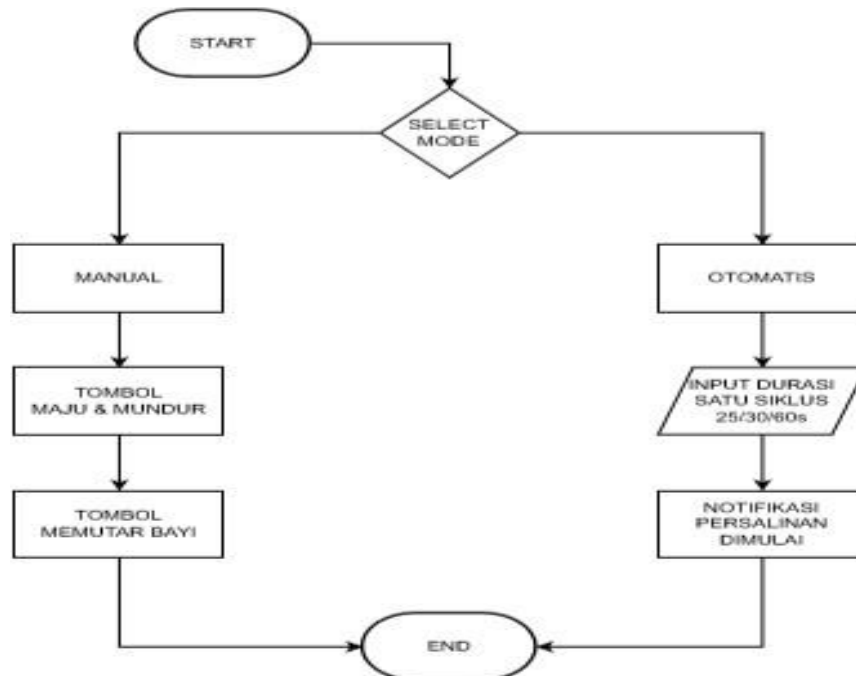 START
SELECT
MODE
MANUAL
OTOMATIS
TOMBOL
MAJU & MUNDUR
INPUT DURASI
SATU SIKLUS
25/30/60s
TOMBOL
MEMUTAR BAYI
NOTIFIKASI
PERSALINAN
DIMULAI
END